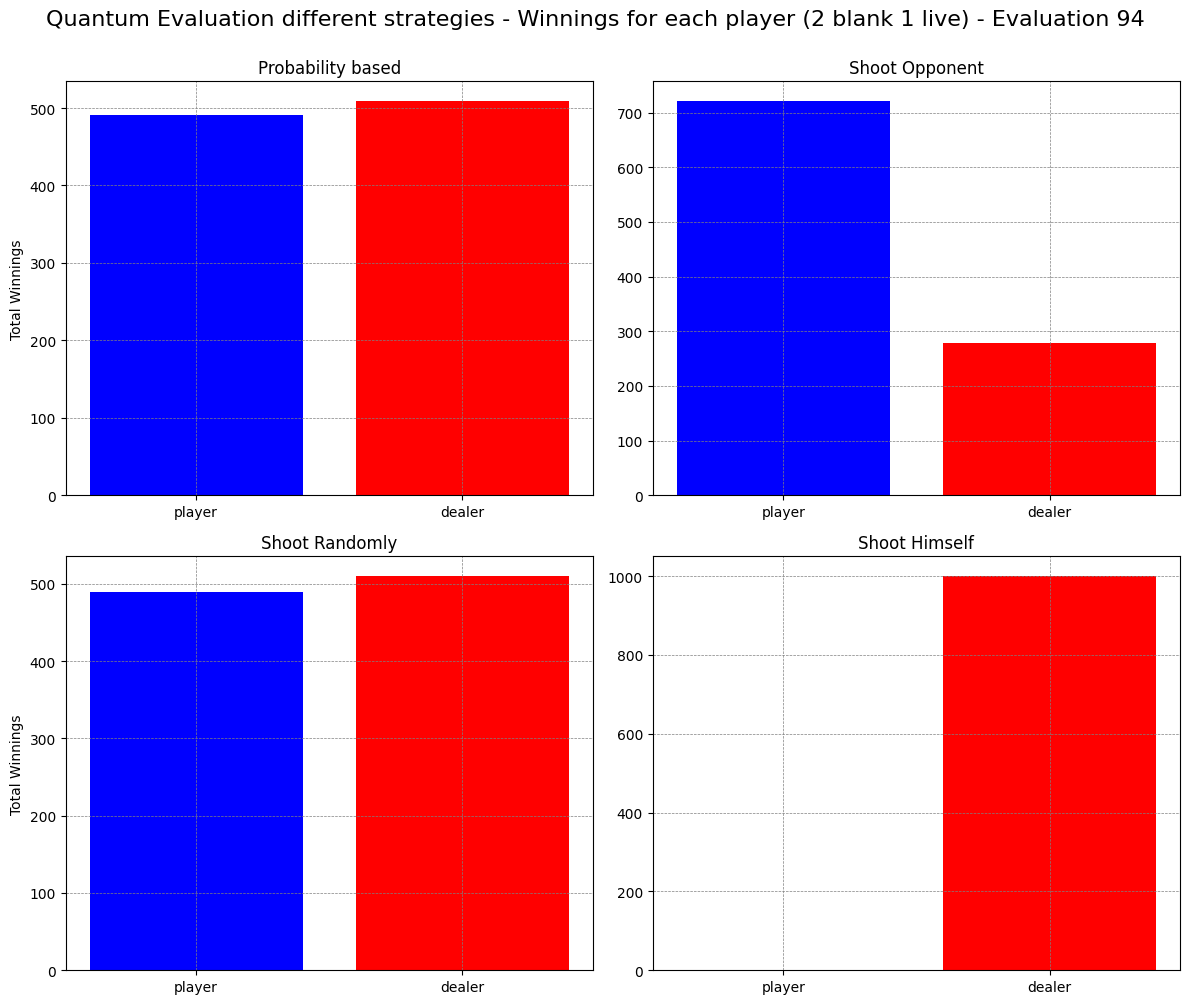 Quantum Evaluation different strategies - Winnings for each player (2 blank 1 live) - Evaluation 94
Probability based
Total Winnings
500
400
300
200
100
0
player dealer
Shoot Opponent
700
600
500
400
300
200
100
0
player dealer
Shoot Randomly
Total Winnings
500
400
300
200
100
0
player dealer
Shoot Himself
1000
800
600
400
200
0
player dealer